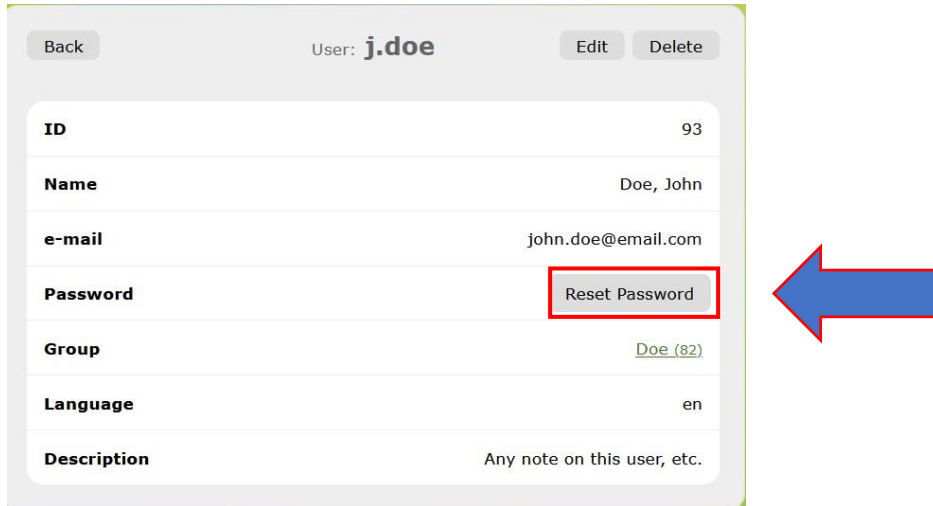 Back User: j.doe Edit Delete
ID 93
Name Doe, John
e-mail john.doe@email.com
Password Reset Password
Group Doe (82)
Language en
Description Any note on this user, etc.